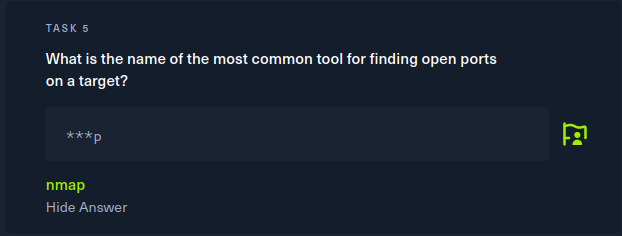 TASK 5
What is the name of the most common tool for finding open ports
on a target?
***p
nmap
Hide Answer